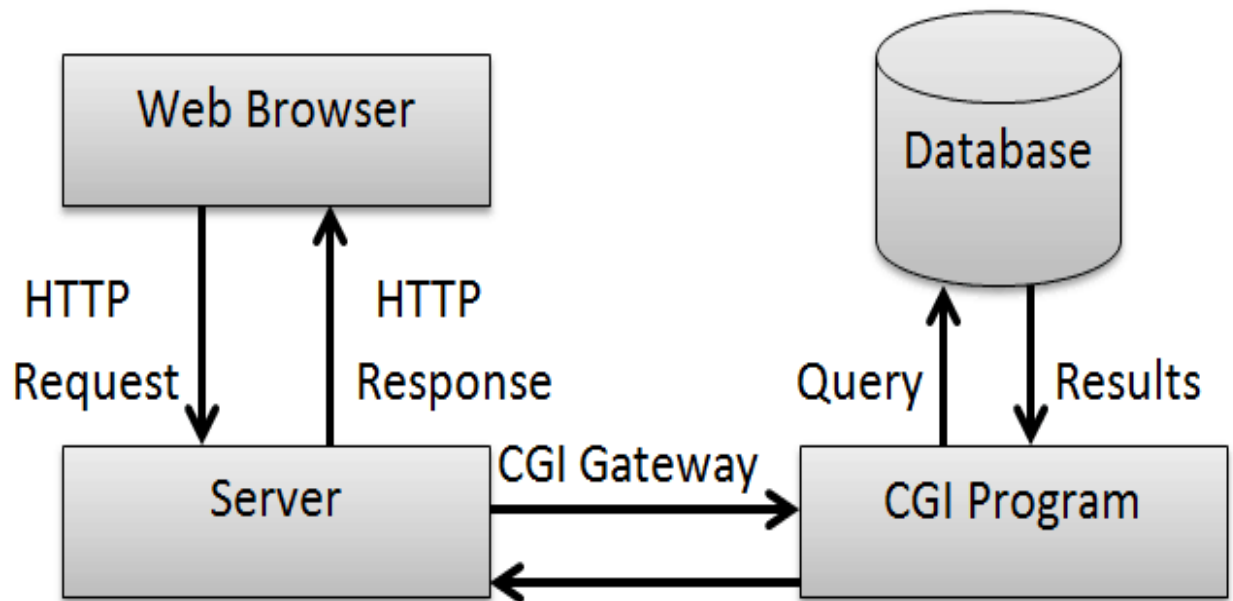 Web Browser
Database
HTTP
Request
HTTP
Response
Query
Results
Server
CGI Gateway
CGI Program